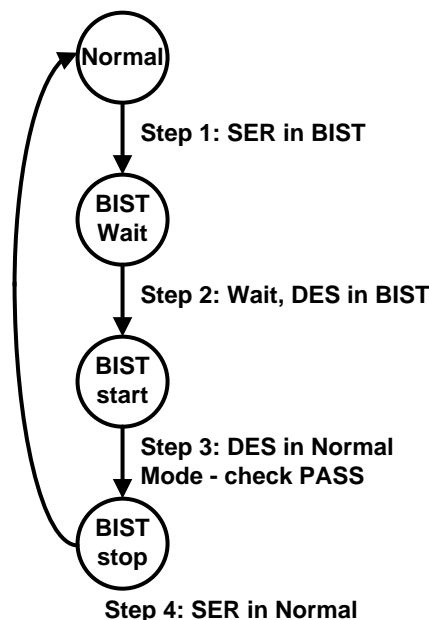 Normal
Step 1: SER in BIST
BIST
Wait
Step 2: Wait, DES in BIST
BIST
start
Step 3: DES in Normal
Mode - check PASS
BIST
stop
Step 4: SER in Normal